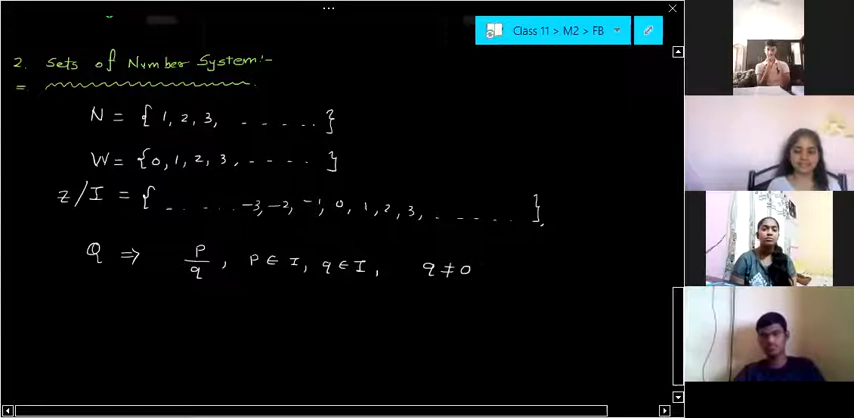 Class 11 > M2 > FB
2. Sets of Number System:-
N = { 1, 2, 3, ------ }
W = {0, 1, 2, 3, ------ }
Z/I = { ------ -3, -2, -1, 0, 1, 2, 3, ------ }.
Q ⇒ p/q, p ∈ I, q ∈ I, q ≠ 0